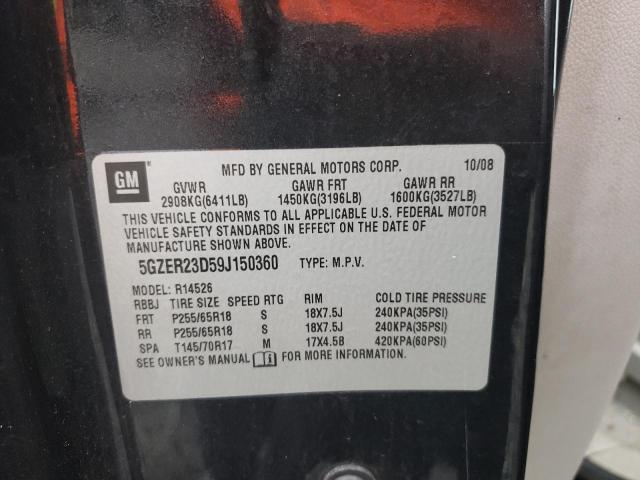 GM MFD BY GENERAL MOTORS CORP. 10/08
GVWR GAWR FRT GAWR RR
2908KG(6411LB) 1450KG(3196LB) 1600KG(3527LB)
THIS VEHICLE CONFORMS TO ALL APPLICABLE U.S. FEDERAL MOTOR
VEHICLE SAFETY STANDARDS IN EFFECT ON THE DATE OF
MANUFACTURE SHOWN ABOVE.
5GZER23D59J150360 TYPE: M.P.V.
MODEL: R14526
RBBJ TIRE SIZE SPEED RTG RIM COLD TIRE PRESSURE
FRT P255/65R18 S 18X7.5J 240KPA(35PSI)
RR P255/65R18 S 18X7.5J 240KPA(35PSI)
SPA T145/70R17 M 17X4.5B 420KPA(60PSI)
SEE OWNER'S MANUAL FOR MORE INFORMATION.